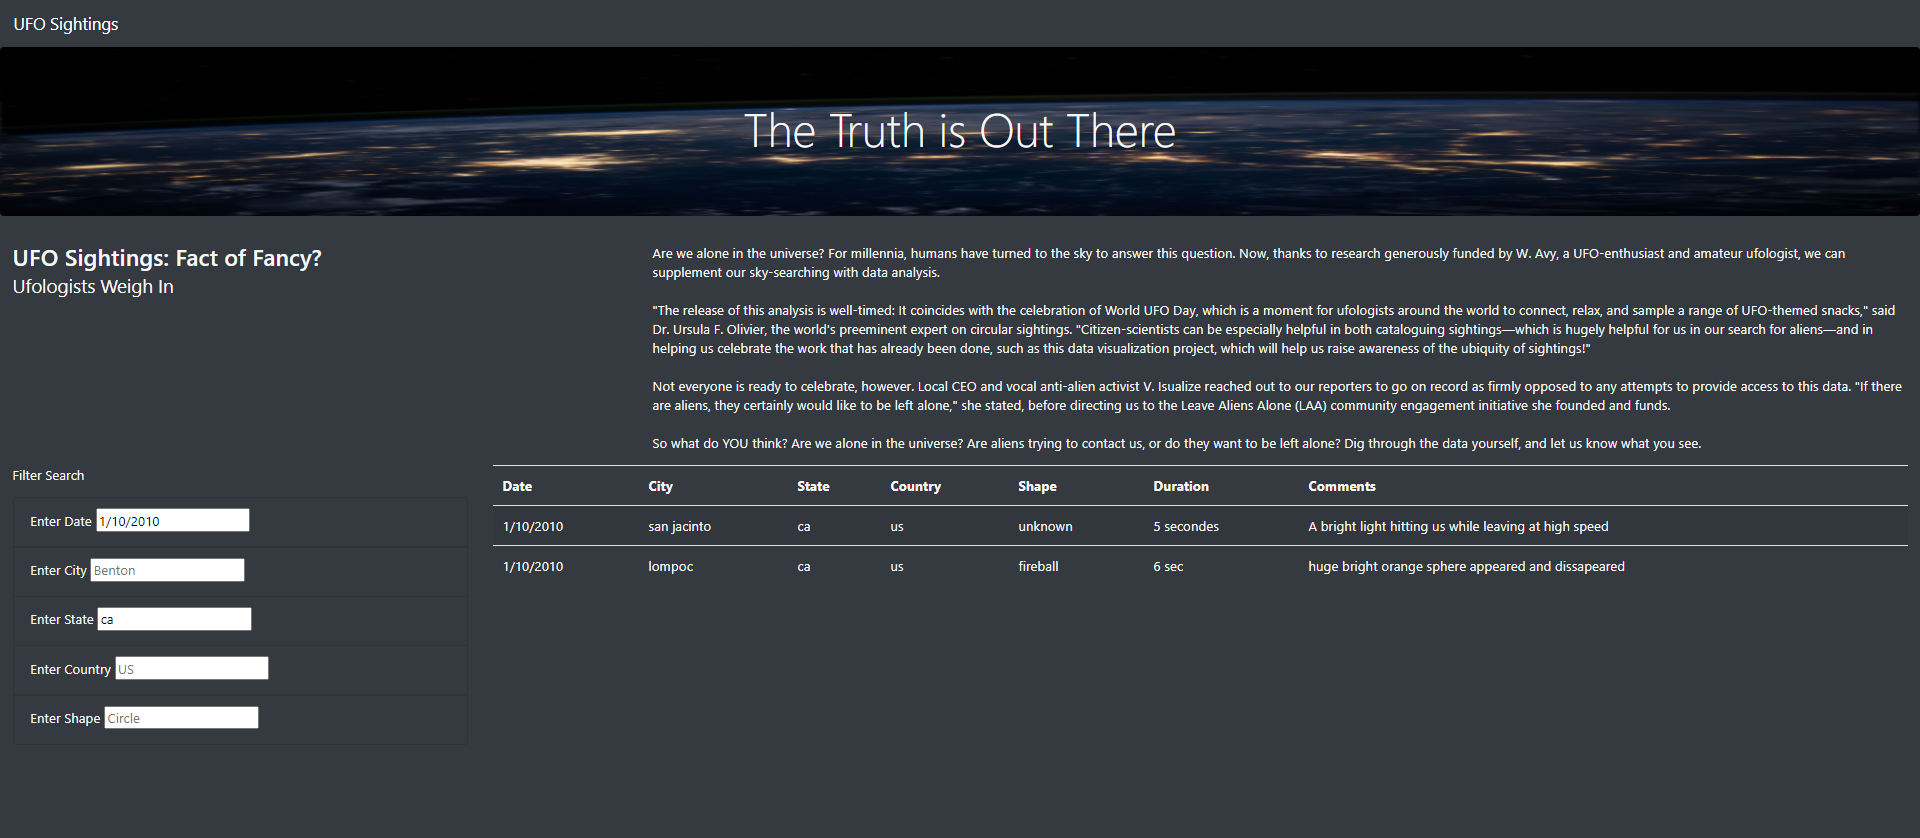 UFO Sightings
The Truth is Out There
UFO Sightings: Fact of Fancy?
Ufologists Weigh In
Are we alone in the universe? For millennia, humans have turned to the sky to answer this question. Now, thanks to research generously funded by W. Avy, a UFO-enthusiast and amateur ufologist, we can
supplement our sky-searching with data analysis.
"The release of this analysis is well-timed: It coincides with the celebration of World UFO Day, which is a moment for ufologists around the world to connect, relax, and sample a range of UFO-themed snacks," said
Dr. Ursula F. Olivier, the world's preeminent expert on circular sightings. "Citizen-scientists can be especially helpful in both cataloguing sightings—which is hugely helpful for us in our search for aliens—and in
helping us celebrate the work that has already been done, such as this data visualization project, which will help us raise awareness of the ubiquity of sightings!"
Not everyone is ready to celebrate, however. Local CEO and vocal anti-alien activist V. Isualize reached out to our reporters to go on record as firmly opposed to any attempts to provide access to this data. "If there
are aliens, they certainly would like to be left alone," she stated, before directing us to the Leave Aliens Alone (LAA) community engagement initiative she founded and funds.
So what do YOU think? Are we alone in the universe? Are aliens trying to contact us, or do they want to be left alone? Dig through the data yourself, and let us know what you see.
Filter Search
Enter Date 1/10/2010
Enter City Benton
Enter State ca
Enter Country US
Enter Shape Circle
Date City State Country Shape Duration Comments
1/10/2010 san jacinto ca us unknown 5 secondes A bright light hitting us while leaving at high speed
1/10/2010 lompoc ca us fireball 6 sec huge bright orange sphere appeared and dissapeared